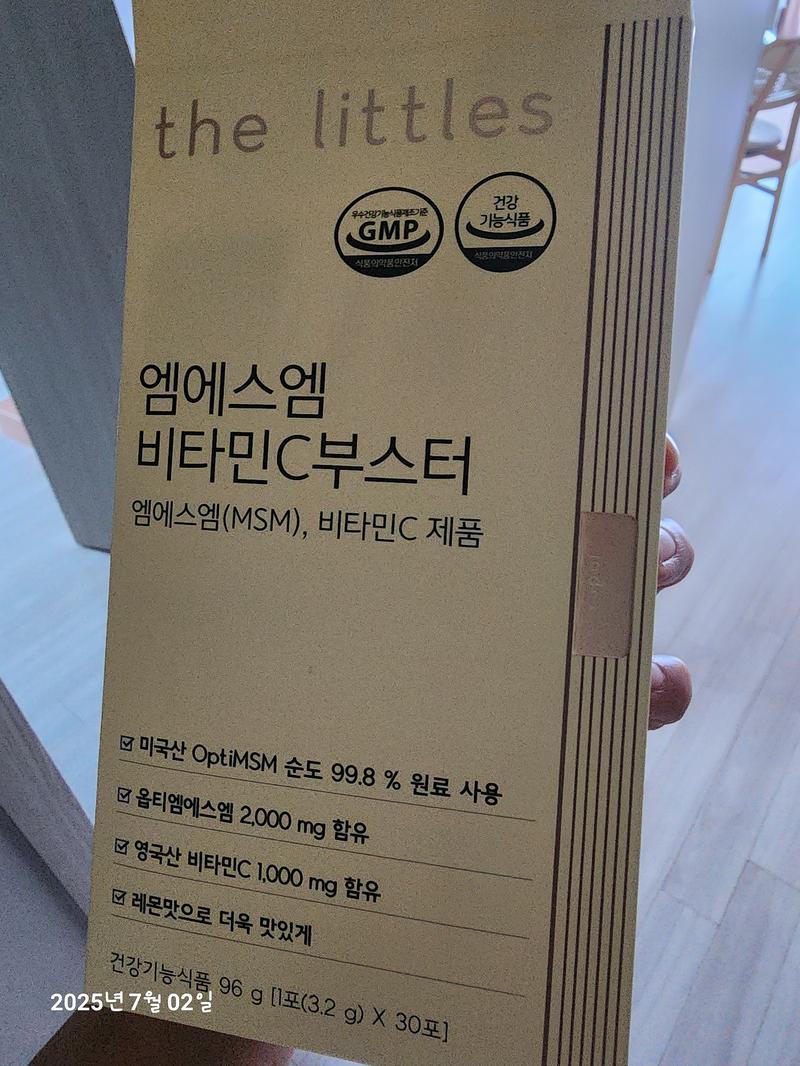 the littles
우수건강기능식품제조기준
GMP
식품의약품안전처
건강
기능식품
식품의약품안전처
엠에스엠
비타민C부스터
엠에스엠(MSM), 비타민C 제품
미국산 OptiMSM 순도 99.8 % 원료 사용
옵티엠에스엠 2,000 mg 함유
영국산 비타민C 1,000 mg 함유
레몬맛으로 더욱 맛있게
건강기능식품 96 g [1포(3.2 g) X 30포]
2025년 7월 02일